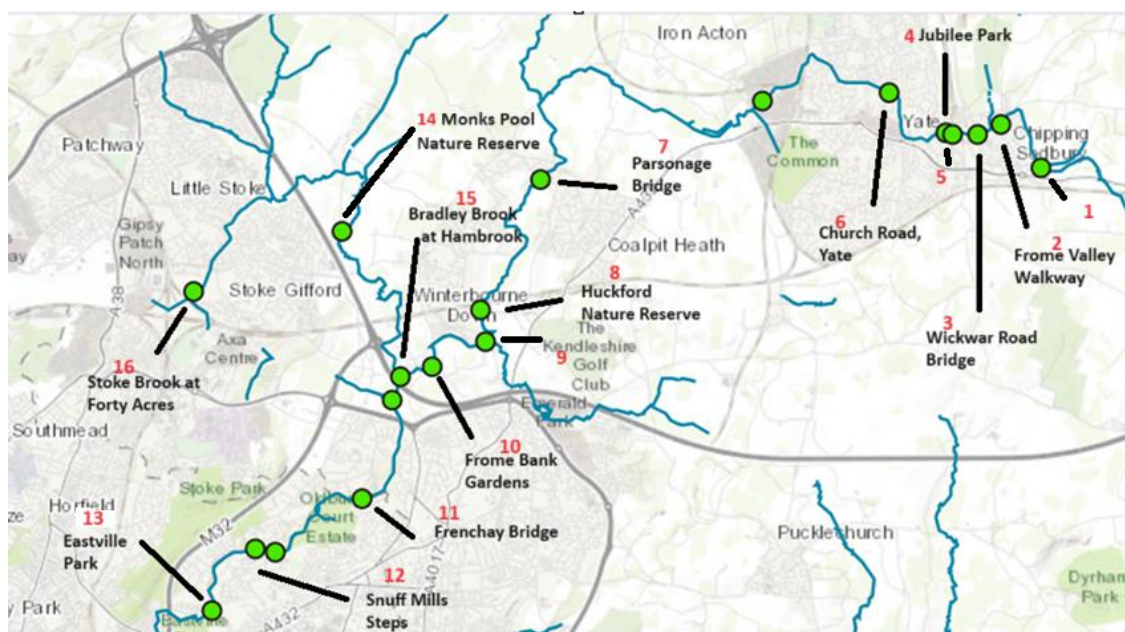 Iron Acton
4 Jubilee Park
14 Monks Pool
Nature Reserve
Patchway
7
Parsonage
Bridge
The
Common
Yate
5
Chipping
Sodbury
1
Little Stoke
15
Bradley Brook
at Hambrook
A432
6
Church Road,
Yate
2
Frome Valley
Walkway
Gipsy
Patch
North
A38
Stoke Gifford
Coalpit Heath
8
Huckford
Nature Reserve
Winterbourne
Down
3
Wickwar Road
Bridge
Axa
Centre
The
Kendleshire
Golf
Club
9
16
Stoke Brook at
Forty Acres
Emerald
Park
Southmead
10
Frome Bank
Gardens
Stoke Park
Oldbury
Court
Estate
Horfield
13
Eastville
Park
M32
11
Frenchay Bridge
A4017
Pucklechurch
12
Snuff Mills
Steps
A432
Eastville
Dyrham
Park
y Park